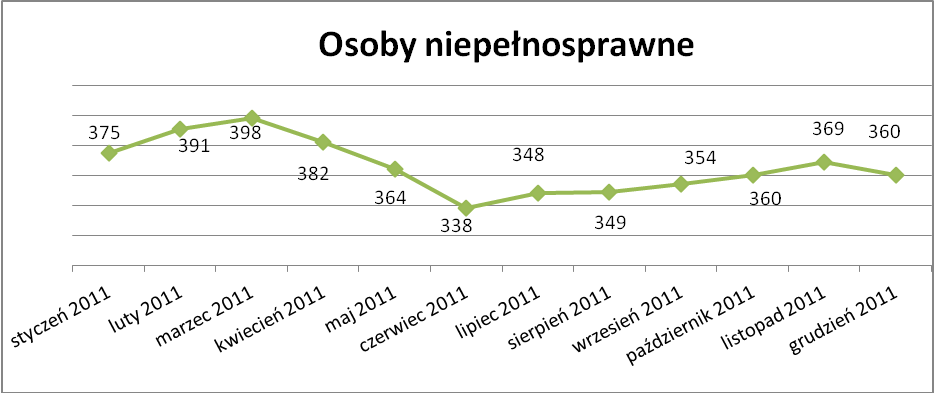 Osoby niepełnosprawne
375
391
398
382
364
338
348
349
354
360
369
360
styczeń 2011
luty 2011
marzec 2011
kwiecień 2011
maj 2011
czerwiec 2011
lipiec 2011
sierpień 2011
wrzesień 2011
październik 2011
listopad 2011
grudzień 2011